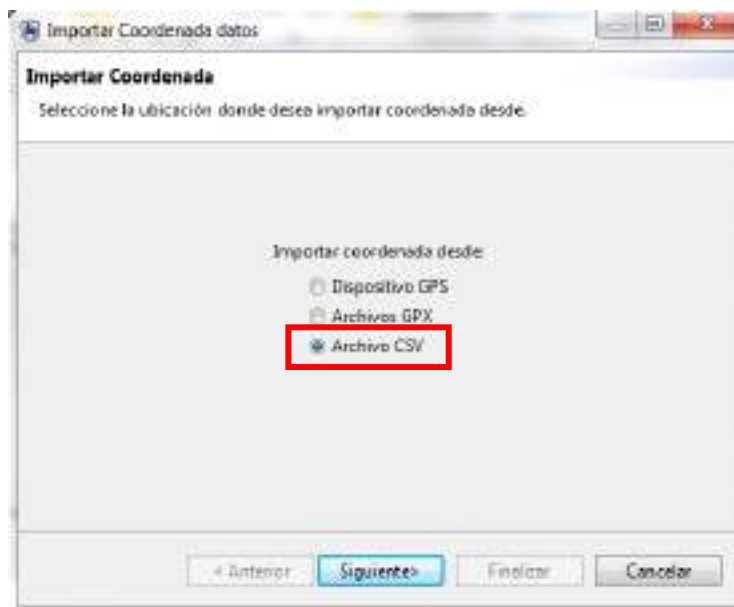 Importar Coordenada datos
Importar Coordenada
Seleccione la ubicación donde desea importar coordenada desde.
Importar coordenada desde:
Dispositivo GPS
Archivos GPX
Archivo CSV
< Anterior Siguiente> Finalizar Cancelar